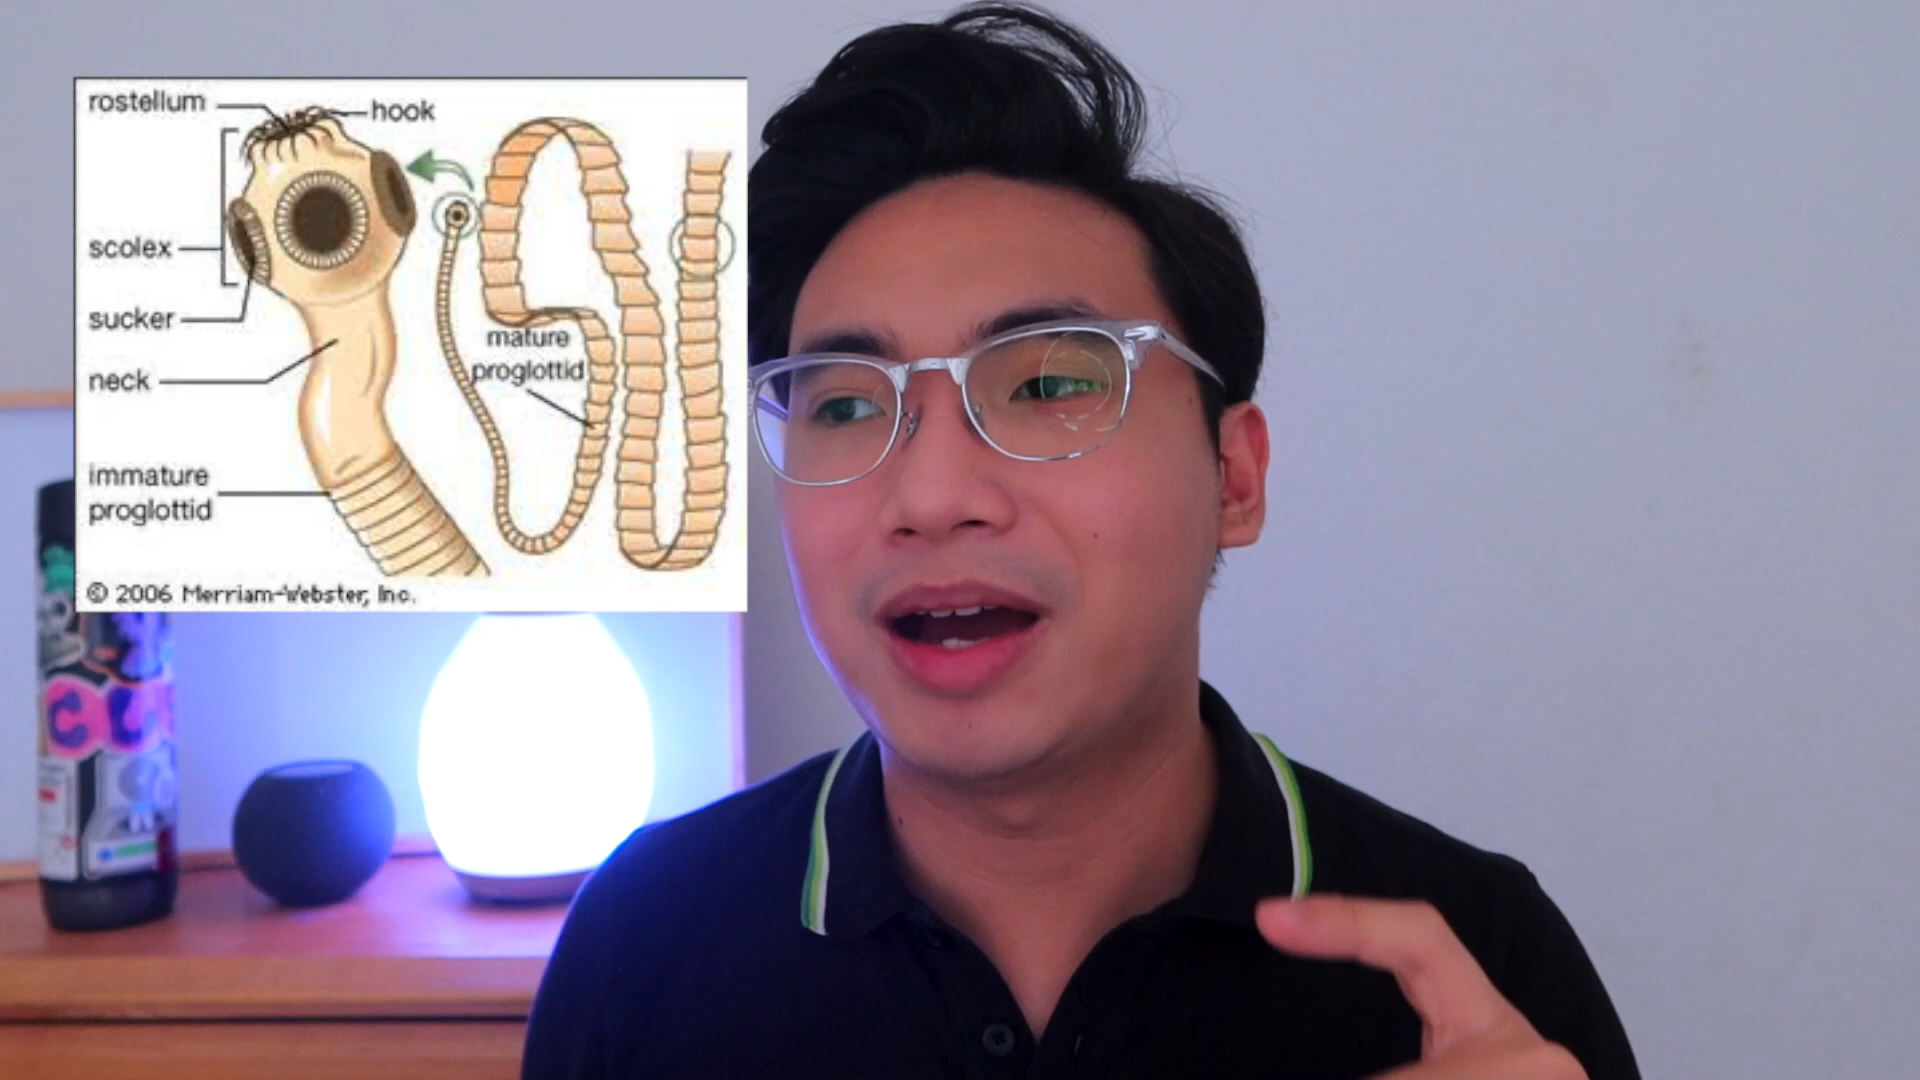 rostellum
hook
scolex
sucker
neck
mature
proglottid
immature
proglottid
© 2006 Merriam-Webster, Inc.